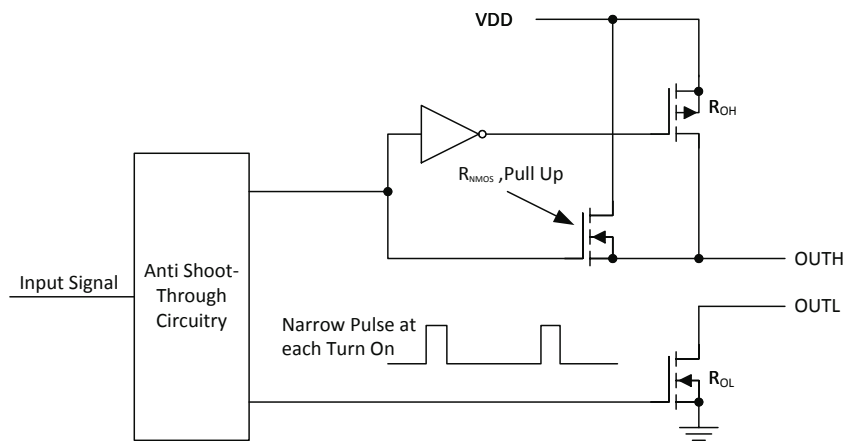 VDD
R_OH
R_NMOS ,Pull Up
Input Signal
Anti Shoot-
Through
Circuitry
OUTH
OUTL
Narrow Pulse at
each Turn On
R_OL